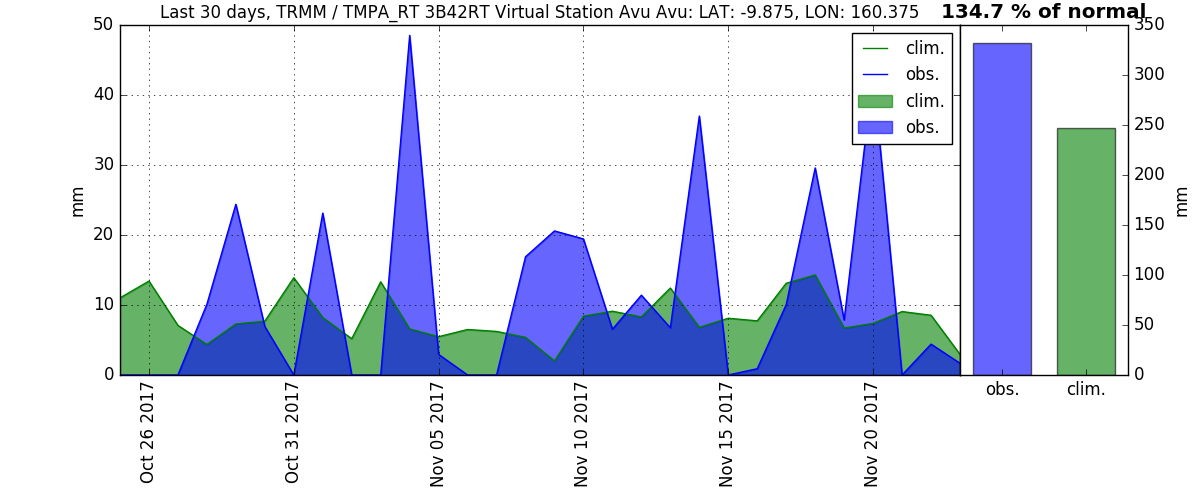 Last 30 days, TRMM / TMPA_RT 3B42RT Virtual Station Avu Avu: LAT: -9.875, LON: 160.375
134.7 % of normal
50
40
30
20
10
0
mm
clim.
obs.
clim.
obs.
350
300
250
200
150
100
50
0
mm
Oct 26 2017
Oct 31 2017
Nov 05 2017
Nov 10 2017
Nov 15 2017
Nov 20 2017
obs.
clim.